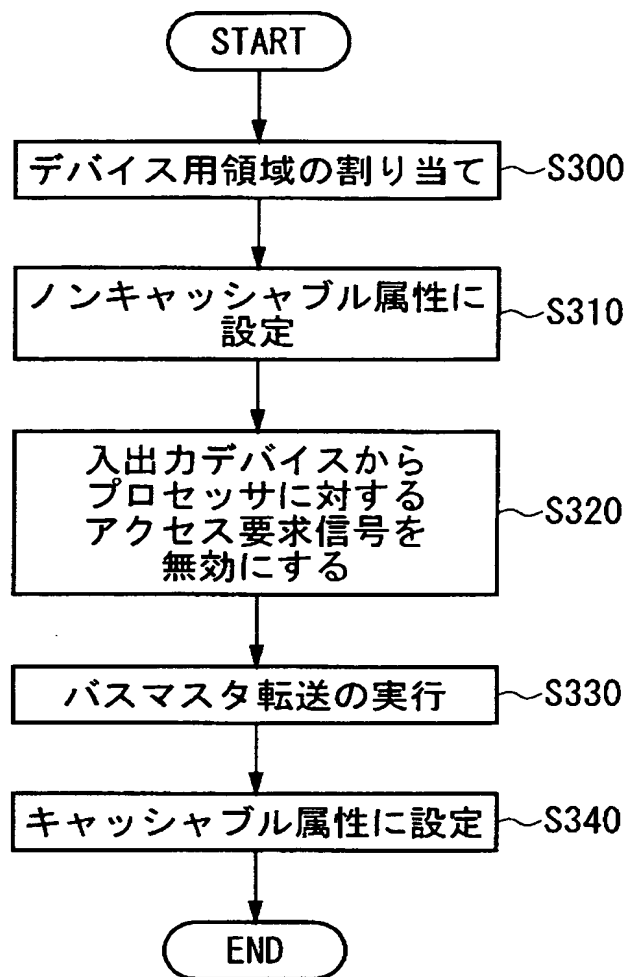 START
デバイス用領域の割り当て
S300
ノンキャッシャブル属性に
設定
S310
入出力デバイスから
プロセッサに対する
アクセス要求信号を
無効にする
S320
バスマスタ転送の実行
S330
キャッシャブル属性に設定
S340
END